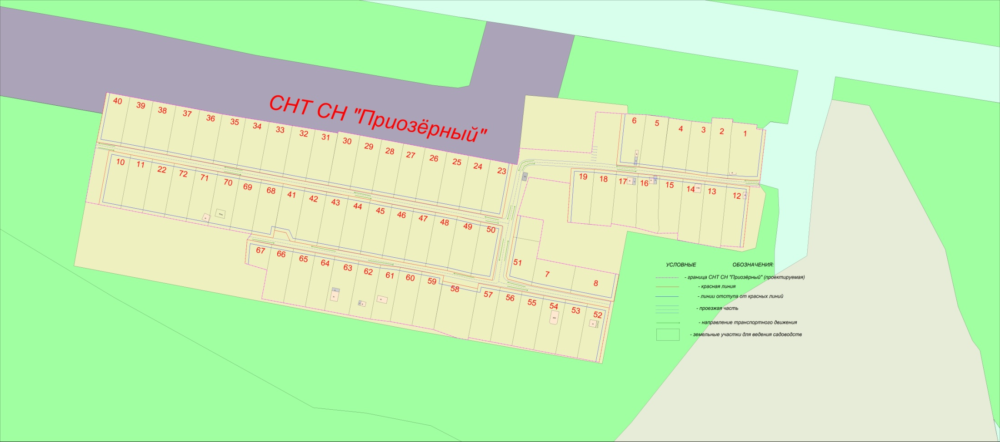 СНТ СН "Приозёрный"
40 39 38 37 36 35 34 33 32 31 30 29 28 27 26 25 24 23
6 5 4 3 2 1
10 11 22 72 71 70 69 68 41 42 43 44 45 46 47 48 49 50
19 18 17 16 15 14 13 12
67 66 65 64 63 62 61 60 59 58 57 56 55 54 53 52
51 7 8
УСЛОВНЫЕ ОБОЗНАЧЕНИЯ:
- граница СНТ СН "Приозёрный" (проектируемая)
- красная линия
- линии отступа от красных линий
- проезжая часть
- направление транспортного движения
- земельные участки для ведения садоводств